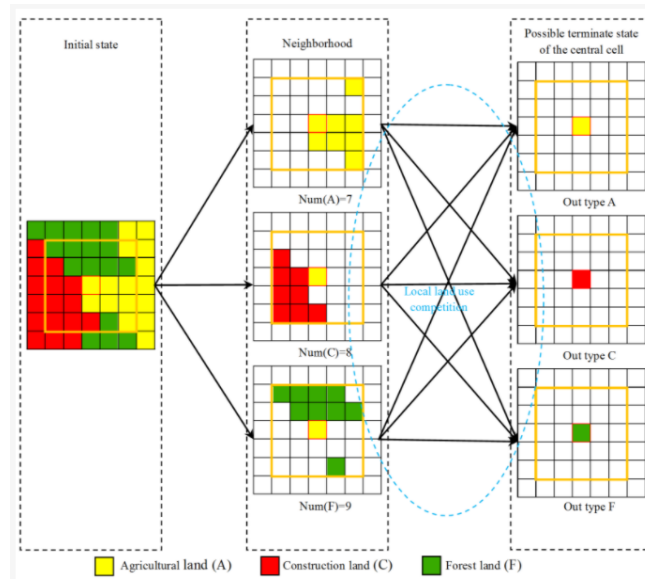 Initial state
Neighborhood
Possible terminate state
of the central cell
Num(A)=7
Out type A
Local land use
competition
Num(C)=8
Out type C
Num(F)=9
Out type F
Agricultural land (A)
Construction land (C)
Forest land (F)